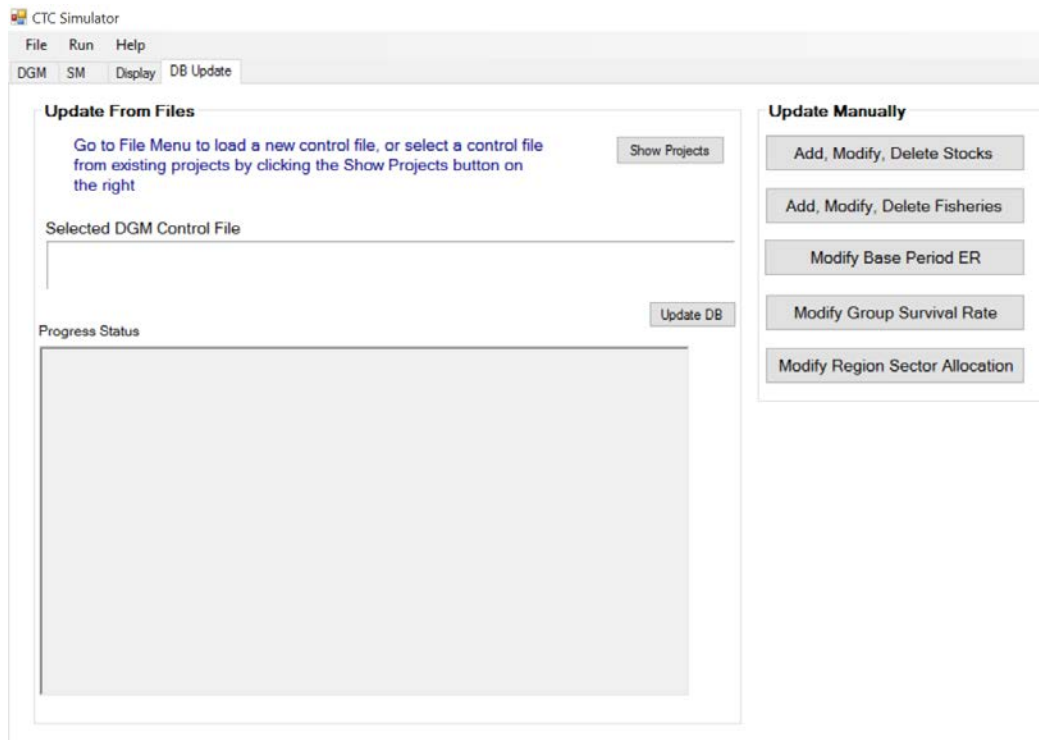 CTC Simulator
File Run Help
DGM SM Display DB Update
Update From Files
Go to File Menu to load a new control file, or select a control file
from existing projects by clicking the Show Projects button on
the right
Show Projects
Selected DGM Control File
Update DB
Progress Status
Update Manually
Add, Modify, Delete Stocks
Add, Modify, Delete Fisheries
Modify Base Period ER
Modify Group Survival Rate
Modify Region Sector Allocation